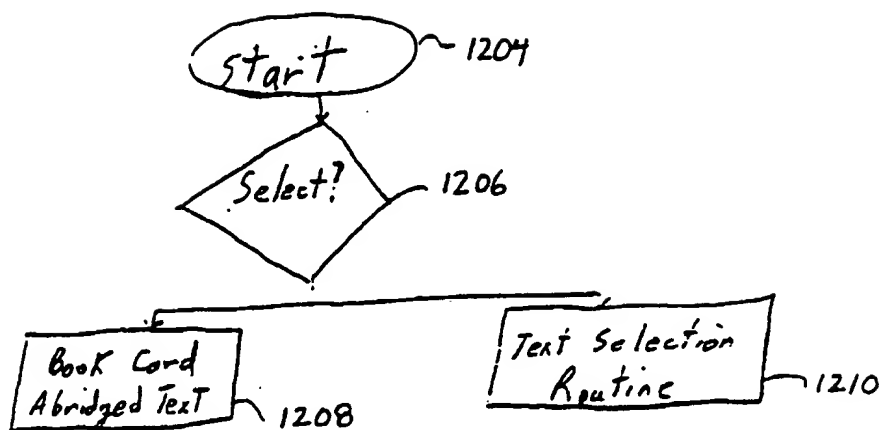 Start
1204
Select?
1206
Book Card
Abridged Text
1208
Text Selection
Routine
1210